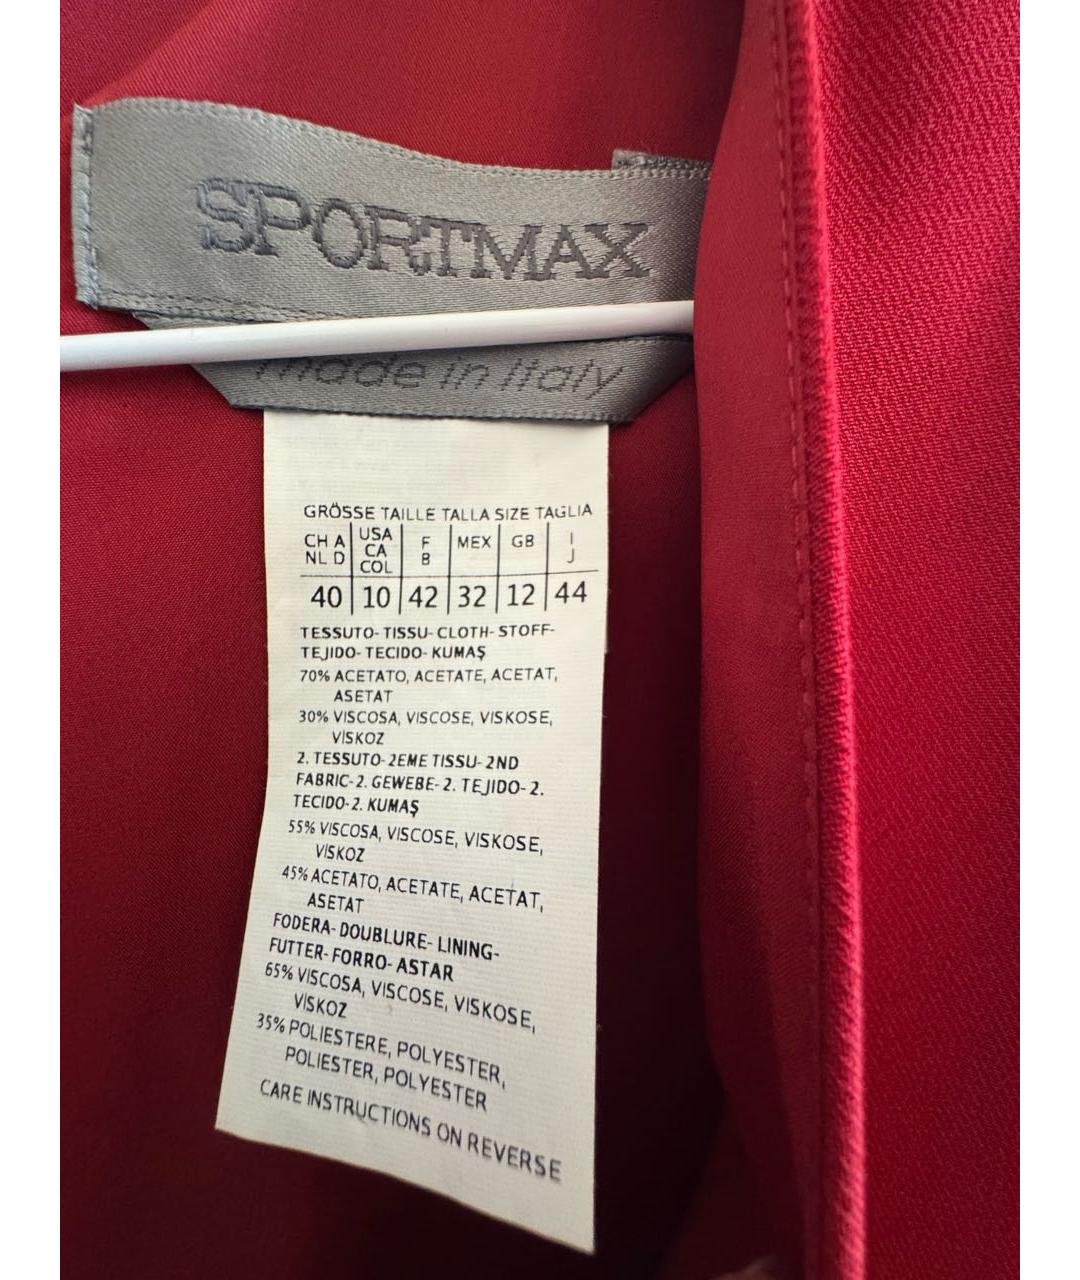 SPORTMAX
made in Italy
GRÖSSE TAILLE TALLA SIZE TAGLIA
CH A USA F MEX GB I
NL D CA B J
COL
40 10 42 32 12 44
TESSUTO-TISSU-CLOTH-STOFF-
TEJIDO-TECIDO-KUMAŞ
70% ACETATO, ACETATE, ACETAT,
ASETAT
30% VISCOSA, VISCOSE, VISKOSE,
VİSKOZ
2. TESSUTO-2EME TISSU-2ND
FABRIC-2. GEWEBE-2. TEJIDO-2.
TECIDO-2. KUMAŞ
55% VISCOSA, VISCOSE, VISKOSE,
VİSKOZ
45% ACETATO, ACETATE, ACETAT,
ASETAT
FODERA-DOUBLURE-LINING-
FUTTER-FORRO-ASTAR
65% VISCOSA, VISCOSE, VISKOSE,
VİSKOZ
35% POLIESTERE, POLYESTER,
POLIESTER, POLYESTER
CARE INSTRUCTIONS ON REVERSE